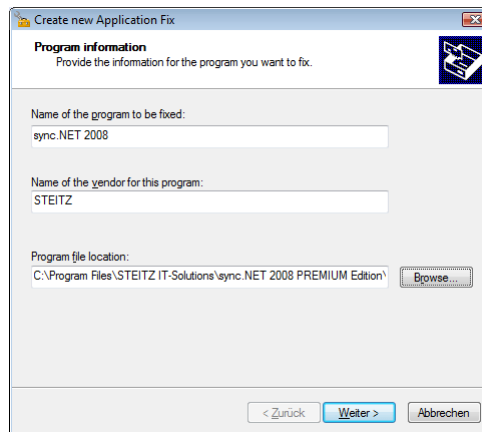 Create new Application Fix
Program information
Provide the information for the program you want to fix.
Name of the program to be fixed:
sync.NET 2008
Name of the vendor for this program:
STEITZ
Program file location:
C:\Program Files\STEITZ IT-Solutions\sync.NET 2008 PREMIUM Edition\
Browse...
< Zurück
Weiter >
Abbrechen